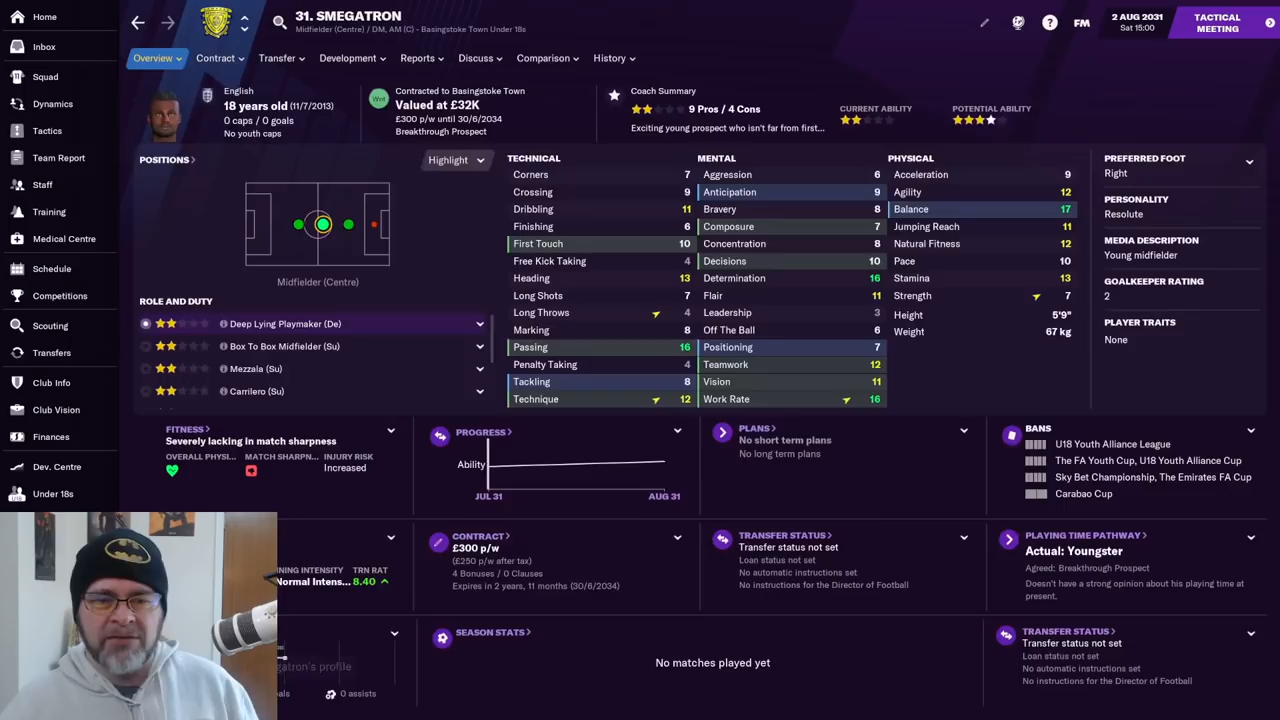 Home
Inbox
Squad
Dynamics
Tactics
Team Report
Staff
Training
Medical Centre
Schedule
Competitions
Scouting
Transfers
Club Info
Club Vision
Finances
Dev. Centre
Under 18s
31. SMEGATRON
Midfielder (Centre) / DM, AM (C) - Basingstoke Town Under 18s
FM
2 AUG 2031
Sat 15:00
TACTICAL
MEETING
Overview
Contract
Transfer
Development
Reports
Discuss
Comparison
History
English
18 years old (11/7/2013)
0 caps / 0 goals
No youth caps
Wnt
Contracted to Basingstoke Town
Valued at £32K
£300 p/w until 30/6/2034
Breakthrough Prospect
Coach Summary
9 Pros / 4 Cons
Exciting young prospect who isn't far from first...
CURRENT ABILITY
POTENTIAL ABILITY
POSITIONS
Highlight
Midfielder (Centre)
ROLE AND DUTY
Deep Lying Playmaker (De)
Box To Box Midfielder (Su)
Mezzala (Su)
Carrilero (Su)
TECHNICAL
Corners 7
Crossing 9
Dribbling 11
Finishing 6
First Touch 10
Free Kick Taking 4
Heading 13
Long Shots 7
Long Throws 4
Marking 8
Passing 16
Penalty Taking 4
Tackling 8
Technique 12
MENTAL
Aggression 6
Anticipation 9
Bravery 8
Composure 7
Concentration 8
Decisions 10
Determination 16
Flair 11
Leadership 3
Off The Ball 6
Positioning 7
Teamwork 12
Vision 11
Work Rate 16
PHYSICAL
Acceleration 9
Agility 12
Balance 17
Jumping Reach 11
Natural Fitness 12
Pace 10
Stamina 13
Strength 7
Height 5'9"
Weight 67 kg
PREFERRED FOOT
Right
PERSONALITY
Resolute
MEDIA DESCRIPTION
Young midfielder
GOALKEEPER RATING
2
PLAYER TRAITS
None
FITNESS
Severely lacking in match sharpness
OVERALL PHYSI...
MATCH SHARPN...
INJURY RISK
Increased
PROGRESS
Ability
JUL 31
AUG 31
PLANS
No short term plans
No long term plans
BANS
U18 Youth Alliance League
The FA Youth Cup, U18 Youth Alliance Cup
Sky Bet Championship, The Emirates FA Cup
Carabao Cup
NING INTENSITY
TRN RAT
Normal Intens...
8.40
CONTRACT
£300 p/w
(£250 p/w after tax)
4 Bonuses / 0 Clauses
Expires in 2 years, 11 months (30/6/2034)
TRANSFER STATUS
Transfer status not set
Loan status not set
No automatic instructions set
No instructions for the Director of Football
PLAYING TIME PATHWAY
Actual: Youngster
Agreed: Breakthrough Prospect
Doesn't have a strong opinion about his playing time at
present.
gatron's profile
als
0 assists
SEASON STATS
No matches played yet
TRANSFER STATUS
Transfer status not set
Loan status not set
No automatic instructions set
No instructions for the Director of Football